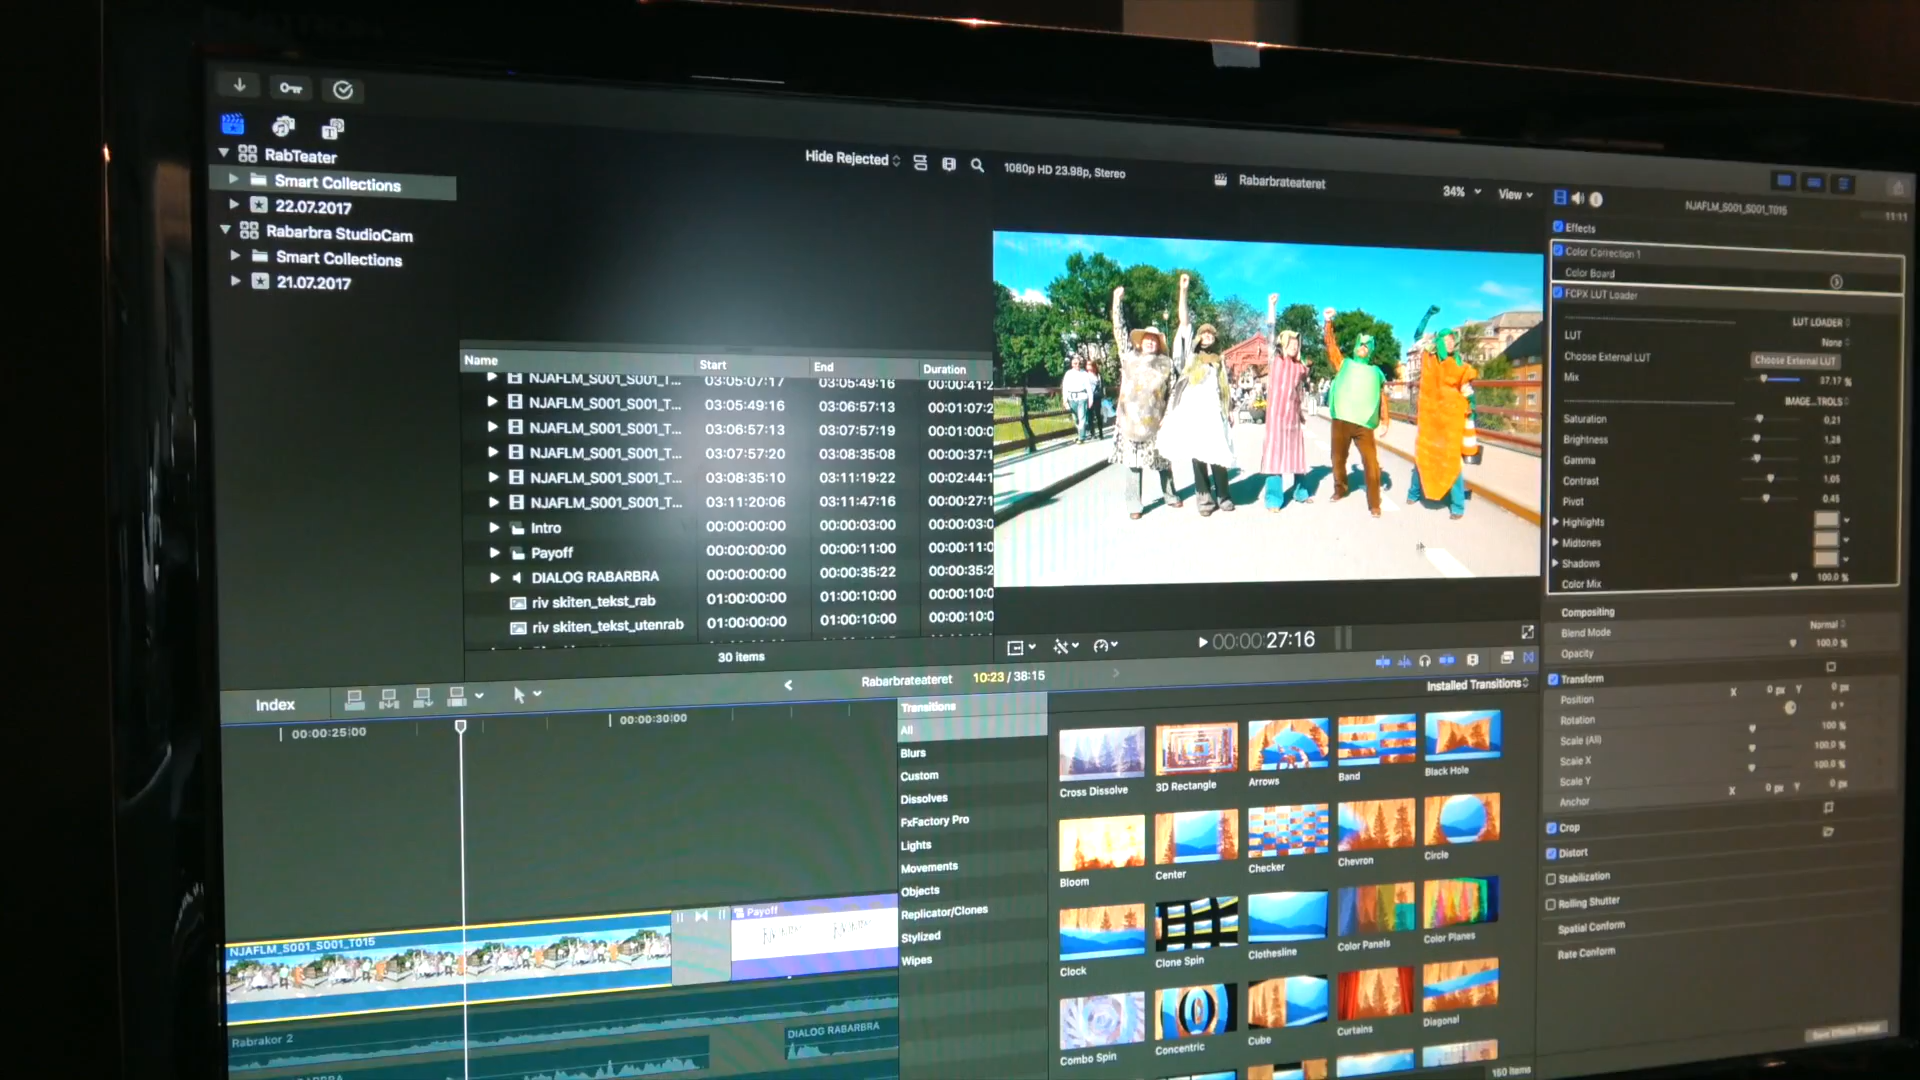 RabTeater
Smart Collections
22.07.2017
Rabarbra StudioCam
Smart Collections
21.07.2017
Hide Rejected
Name Start End Duration
NJAFLM_S001_S001_T... 03:05:07:17 03:05:49:16 00:00:41:2
NJAFLM_S001_S001_T... 03:05:49:16 03:06:57:13 00:01:07:2
NJAFLM_S001_S001_T... 03:06:57:13 03:07:57:19 00:01:00:0
NJAFLM_S001_S001_T... 03:07:57:20 03:08:35:08 00:00:37:1
NJAFLM_S001_S001_T... 03:08:35:10 03:11:19:22 00:02:44:1
NJAFLM_S001_S001_T... 03:11:20:06 03:11:47:16 00:00:27:1
Intro 00:00:00:00 00:00:03:00 00:00:03:0
Payoff 00:00:00:00 00:00:11:00 00:00:11:0
DIALOG RABARBRA 00:00:00:00 00:00:35:22 00:00:35:2
riv skiten_tekst_rab 01:00:00:00 01:00:10:00 00:00:10:0
riv skiten_tekst_utenrab 01:00:00:00 01:00:10:00 00:00:10:0
30 items
1080p HD 23.98p, Stereo
Rabarbrateateret
34%
View
00:00:27:16
NJAFLM_S001_S001_T015
11:11
Effects
Color Correction 1
Color Board
FCPX LUT Loader
LUT LOADER
LUT None
Choose External LUT Choose External LUT
Mix 37.17 %
IMAGE...TROLS
Saturation 0,21
Brightness 1,28
Gamma 1,37
Contrast 1,05
Pivot 0,45
Highlights
Midtones
Shadows
Color Mix 100,0 %
Compositing
Blend Mode Normal
Opacity 100,0 %
Transform
Position X 0 px Y 0 px
Rotation 0 °
Scale (All) 100 %
Scale X 100,0 %
Scale Y 100,0 %
Anchor X 0 px Y 0 px
Crop
Distort
Stabilization
Rolling Shutter
Spatial Conform
Rate Conform
Save Effects Preset
Index
Rabarbrateateret
10:23 / 38:15
Installed Transitions
00:00:25:00
00:00:30:00
NJAFLM_S001_S001_T015
Payoff
Rabrakor 2
DIALOG RABARBRA
Transitions
All
Blurs
Custom
Dissolves
FxFactory Pro
Lights
Movements
Objects
Replicator/Clones
Stylized
Wipes
Cross Dissolve
3D Rectangle
Arrows
Band
Black Hole
Bloom
Center
Checker
Chevron
Circle
Clock
Clone Spin
Clothesline
Color Panels
Color Planes
Combo Spin
Concentric
Cube
Curtains
Diagonal
160 items